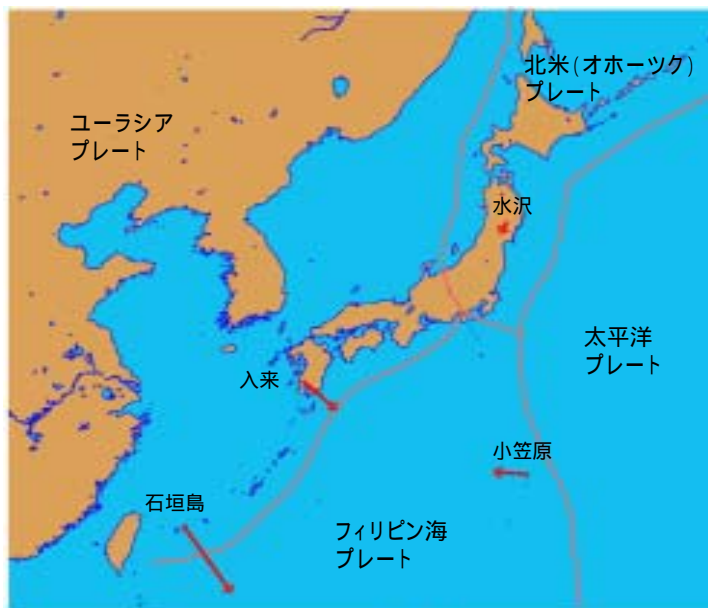 北米(オホーツク)
プレート
ユーラシア
プレート
水沢
太平洋
プレート
入来
小笠原
石垣島
フィリピン海
プレート